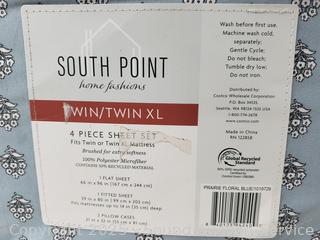 SOUTH POINT
home fashions
TWIN/TWIN XL
4 PIECE SHEET SET
Fits Twin or Twin XL Mattress
Brushed for extra softness
100% Polyester Microfiber
CONTAINS 50% RECYCLED MATERIAL
1 FLAT SHEET
66 in x 96 in (167 cm x 244 cm)
1 FITTED SHEET
39 in x 80 in (99 cm x 203 cm)
Fits mattresses up to 14 in (35 cm) deep
2 PILLOW CASES
Wash before first use.
Machine wash cold,
separately;
Gentle Cycle;
Do not bleach;
Tumble dry low;
Do not iron.
Distributed by:
Costco Wholesale Corporation
P.O. Box 34535
Seattle, WA 98124-1535 USA
1-800-774-2678
www.costco.com
Made in China
RN 122858
Global Recycled
Standard
PRAIRIE FLORAL BLUE/1019729